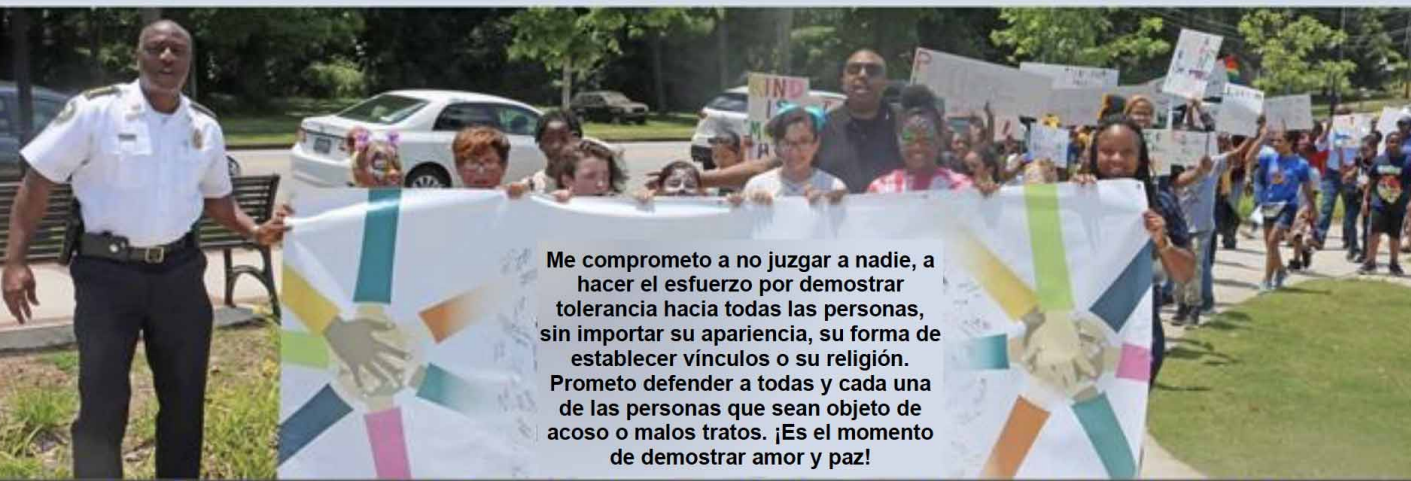 KIND
IS
Me comprometo a no juzgar a nadie, a
hacer el esfuerzo por demostrar
tolerancia hacia todas las personas,
sin importar su apariencia, su forma de
establecer vínculos o su religión.
Prometo defender a todas y cada una
de las personas que sean objeto de
acoso o malos tratos. ¡Es el momento
de demostrar amor y paz!